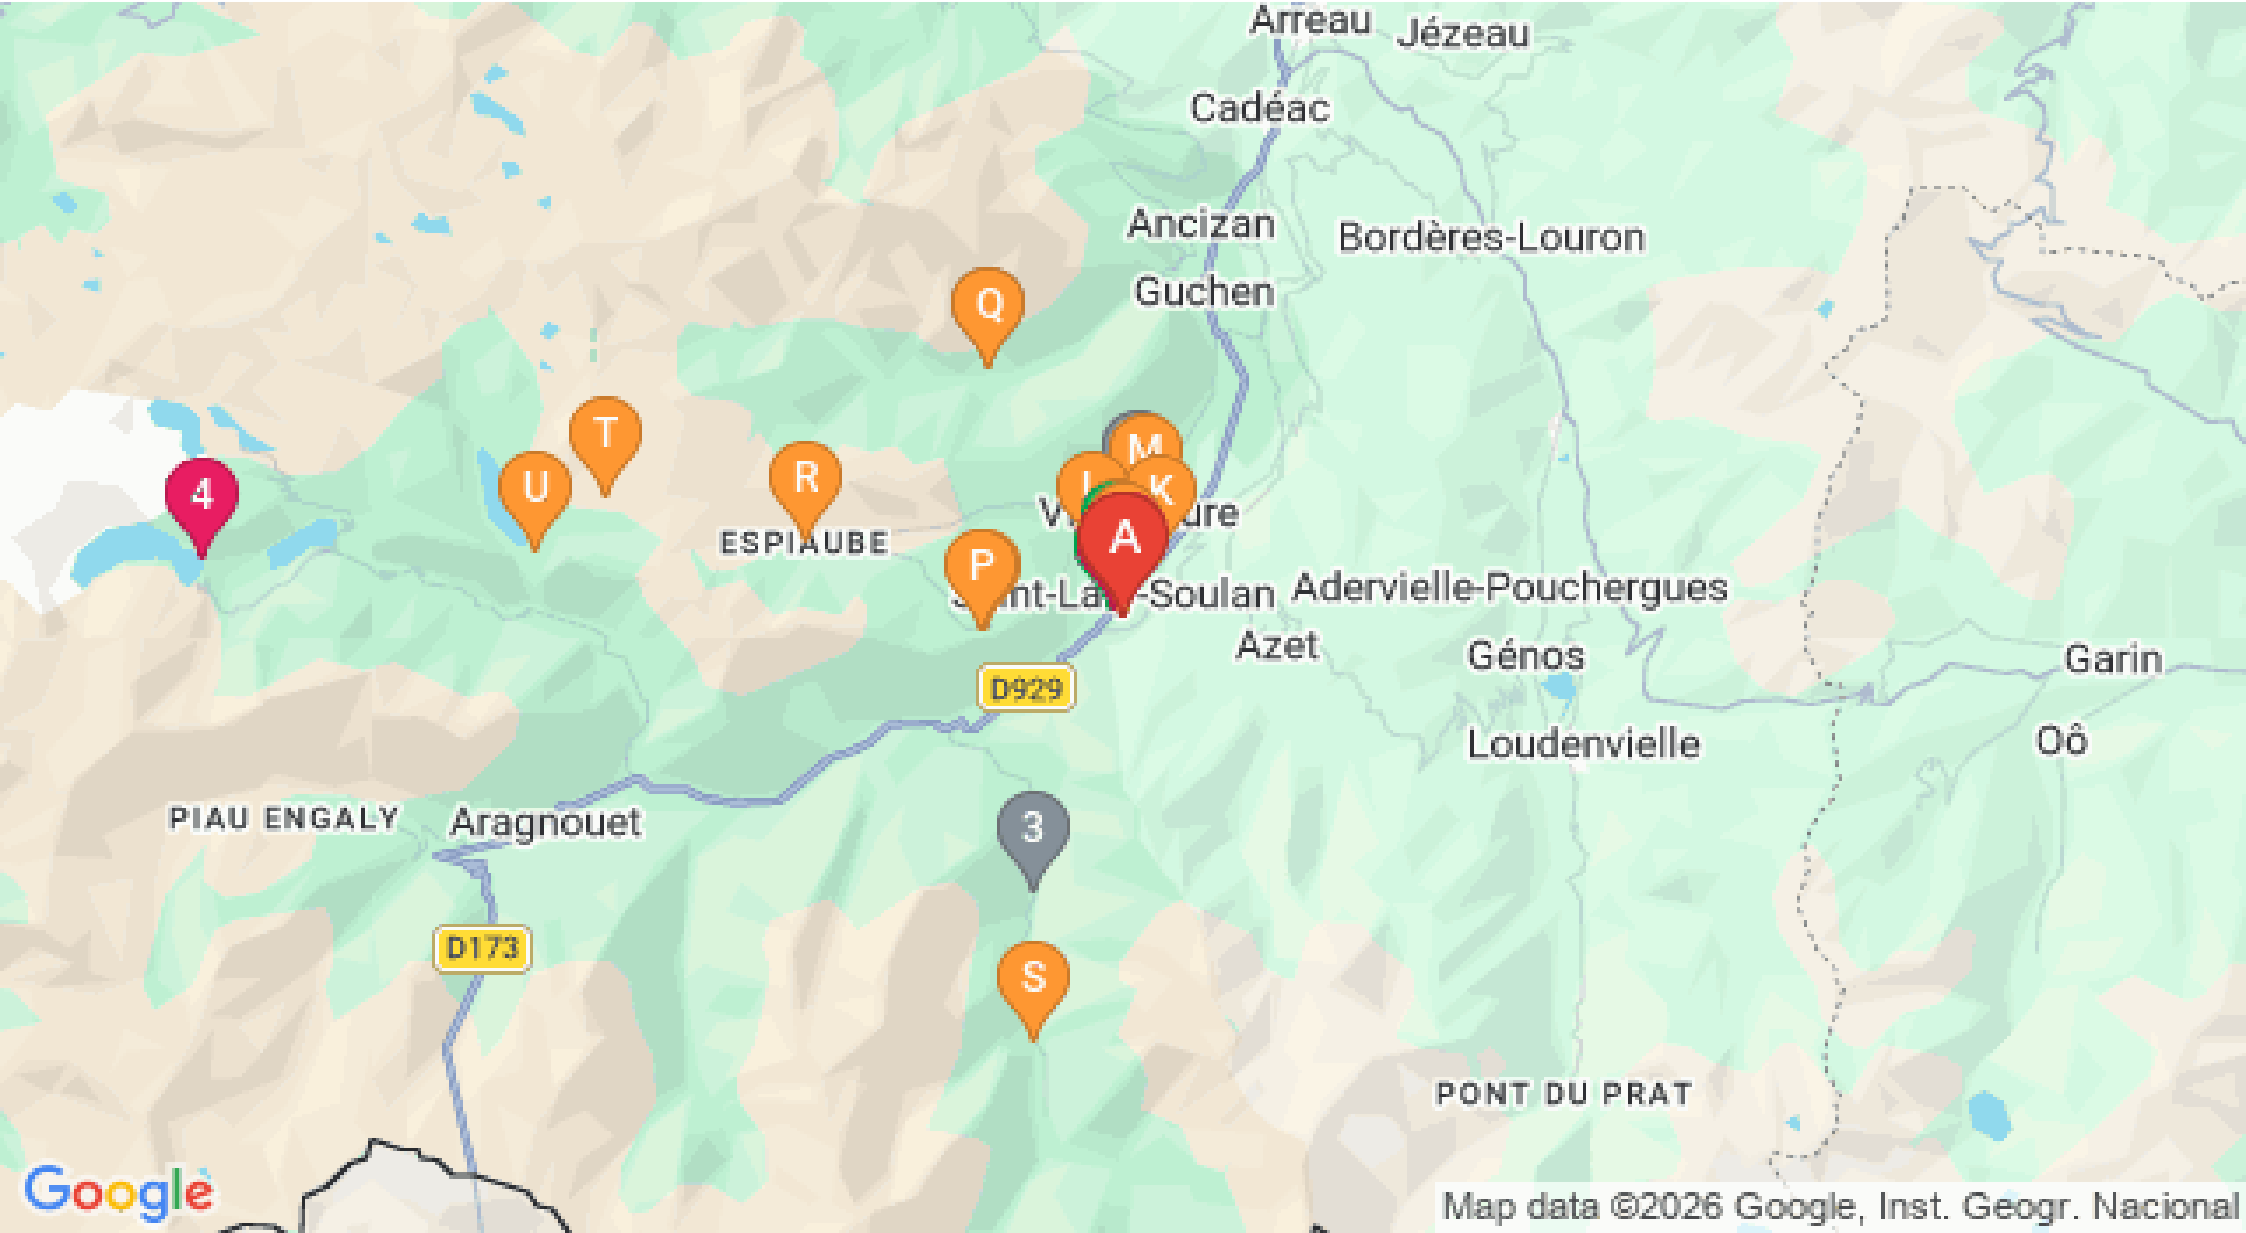 Arreau
Jézeau
Cadéac
Ancizan
Bordères-Louron
Guchen
Q
T
M
U
R
K
4
A
ESPIAUBE
P
Adervielle-Pouchergues
Azet
Génos
Garin
D929
Loudenvielle
Oô
PIAU ENGALY
Aragnouet
3
D173
S
PONT DU PRAT
Google
Map data ©2026 Google, Inst. Geogr. Nacional